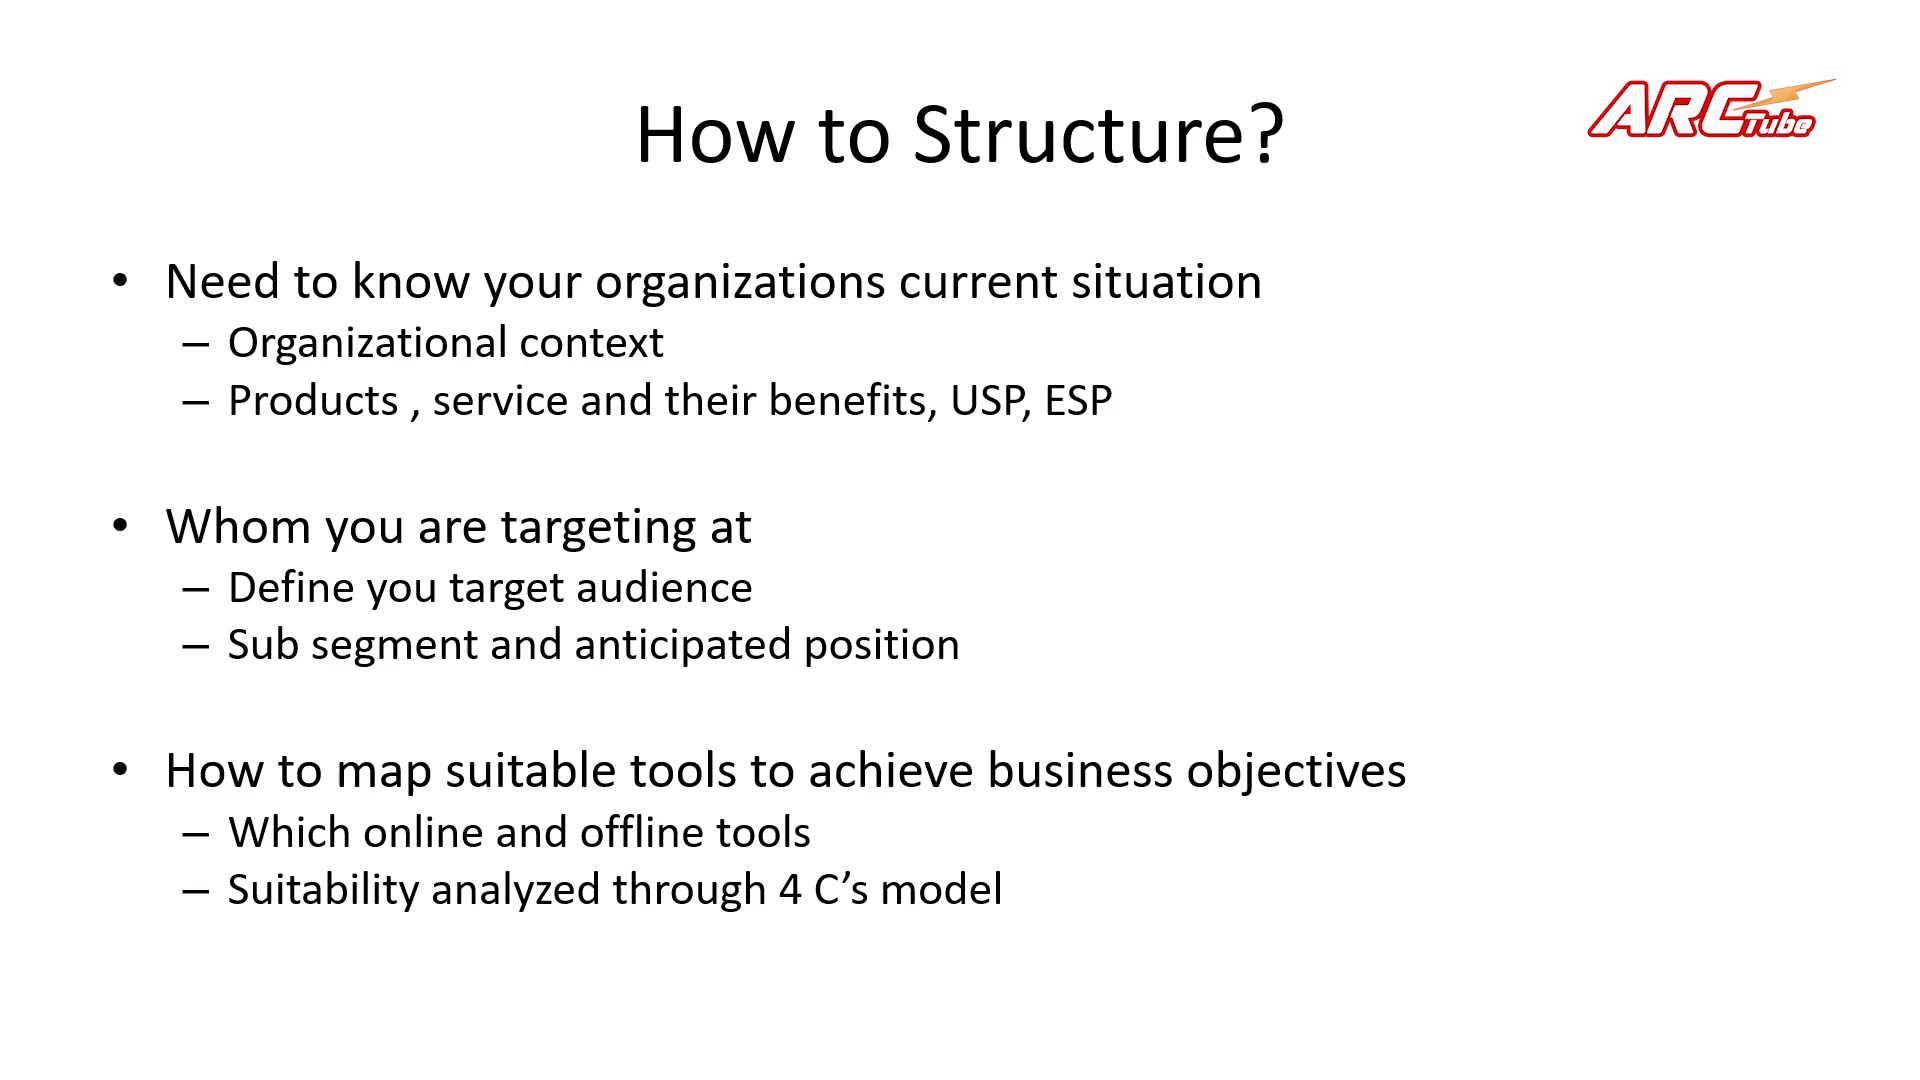 How to Structure?
ARC Tube
• Need to know your organizations current situation
– Organizational context
– Products , service and their benefits, USP, ESP
• Whom you are targeting at
– Define you target audience
– Sub segment and anticipated position
• How to map suitable tools to achieve business objectives
– Which online and offline tools
– Suitability analyzed through 4 C’s model